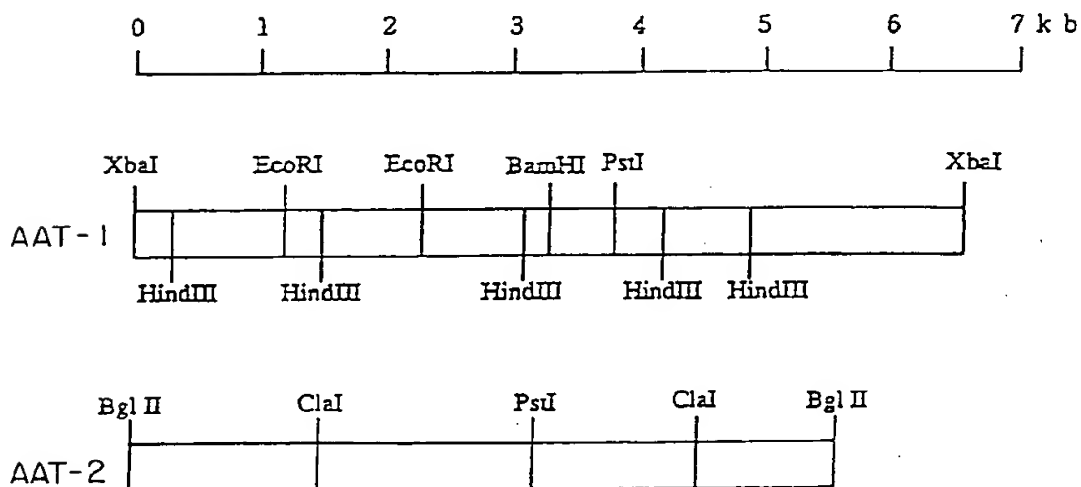 0 1 2 3 4 5 6 7 k b
XbaI EcoRI EcoRI BamHI PstI XbaI
AAT-1
HindIII HindIII HindIII HindIII HindIII
Bgl II ClaI PstI ClaI Bgl II
AAT-2